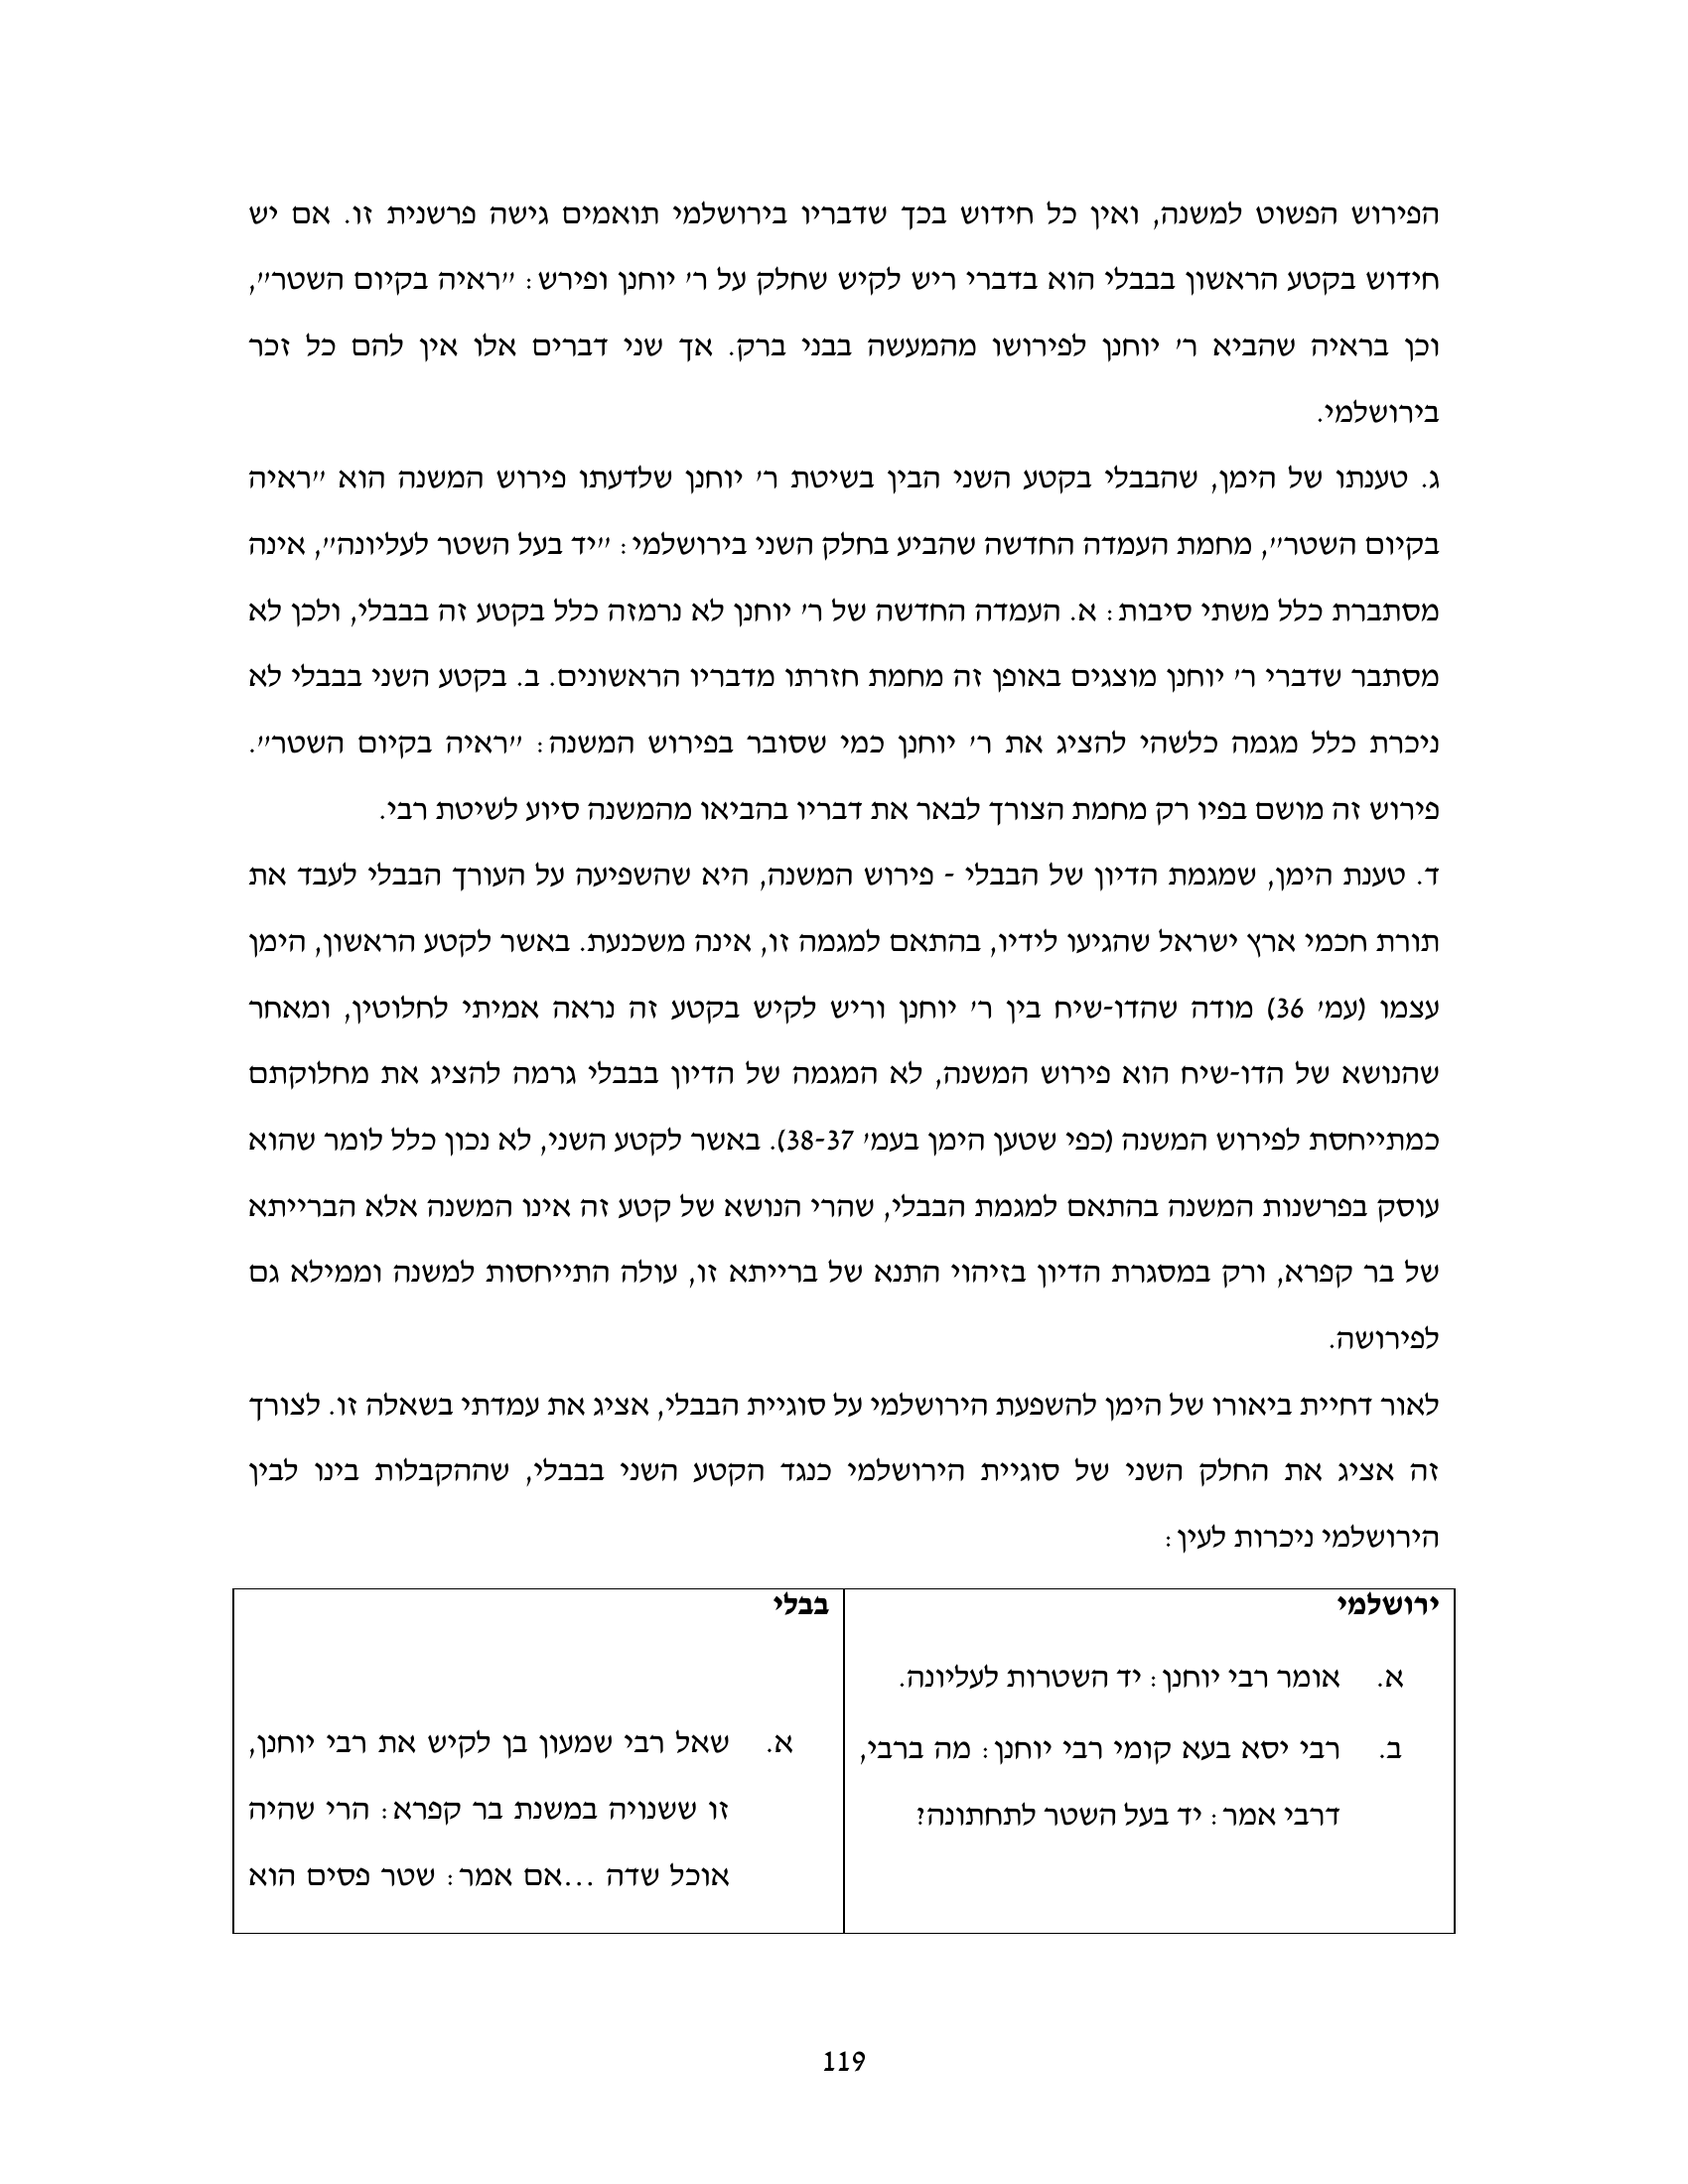 הפירוש הפשוט למשנה, ואין כל חידוש בכך שדבריו בירושלמי תואמים גישה פרשנית זו. אם יש
חידוש בקטע הראשון בבבלי הוא בדברי ריש לקיש שחלק על ר׳ יוחנן ופירש: ״ראיה בקיום השטר״,
וכן בראיה שהביא ר׳ יוחנן לפירושו מהמעשה בבני ברק. אך שני דברים אלו אין להם כל זכר
בירושלמי.
ג. טענתו של הימן, שהבבלי בקטע השני הבין בשיטת ר׳ יוחנן שלדעתו פירוש המשנה הוא ״ראיה
בקיום השטר״, מחמת העמדה החדשה שהביע בחלק השני בירושלמי: ״יד בעל השטר לעליונה״, אינה
מסתברת כלל משתי סיבות: א. העמדה החדשה של ר׳ יוחנן לא נרמזה כלל בקטע זה בבבלי, ולכן לא
מסתבר שדברי ר׳ יוחנן מוצגים באופן זה מחמת חזרתו מדבריו הראשונים. ב. בקטע השני בבבלי לא
ניכרת כלל מגמה כלשהי להציג את ר׳ יוחנן כמי שסובר בפירוש המשנה: ״ראיה בקיום השטר״.
פירוש זה מושם בפיו רק מחמת הצורך לבאר את דבריו בהביאו מהמשנה סיוע לשיטת רבי.
ד. טענת הימן, שמגמת הדיון של הבבלי - פירוש המשנה, היא שהשפיעה על העורך הבבלי לעבד את
תורת חכמי ארץ ישראל שהגיעו לידיו, בהתאם למגמה זו, אינה משכנעת. באשר לקטע הראשון, הימן
עצמו (עמ׳ 36) מודה שהדו-שיח בין ר׳ יוחנן וריש לקיש בקטע זה נראה אמיתי לחלוטין, ומאחר
שהנושא של הדו-שיח הוא פירוש המשנה, לא המגמה של הדיון בבבלי גרמה להציג את מחלוקתם
כמתייחסת לפירוש המשנה (כפי שטען הימן בעמ׳ 38-37). באשר לקטע השני, לא נכון כלל לומר שהוא
עוסק בפרשנות המשנה בהתאם למגמת הבבלי, שהרי הנושא של קטע זה אינו המשנה אלא הברייתא
של בר קפרא, ורק במסגרת הדיון בזיהוי התנא של ברייתא זו, עולה התייחסות למשנה וממילא גם
לפירושה.
לאור דחיית ביאורו של הימן להשפעת הירושלמי על סוגיית הבבלי, אציג את עמדתי בשאלה זו. לצורך
זה אציג את החלק השני של סוגיית הירושלמי כנגד הקטע השני בבבלי, שההקבלות בינו לבין
הירושלמי ניכרות לעין:
ירושלמי
א. אומר רבי יוחנן: יד השטרות לעליונה.
ב. רבי יסא בעא קומי רבי יוחנן: מה ברבי,
דרבי אמר: יד בעל השטר לתחתונה?
בבלי
א. שאל רבי שמעון בן לקיש את רבי יוחנן,
זו ששנויה במשנת בר קפרא: הרי שהיה
אוכל שדה ...אם אמר: שטר פסים הוא
119